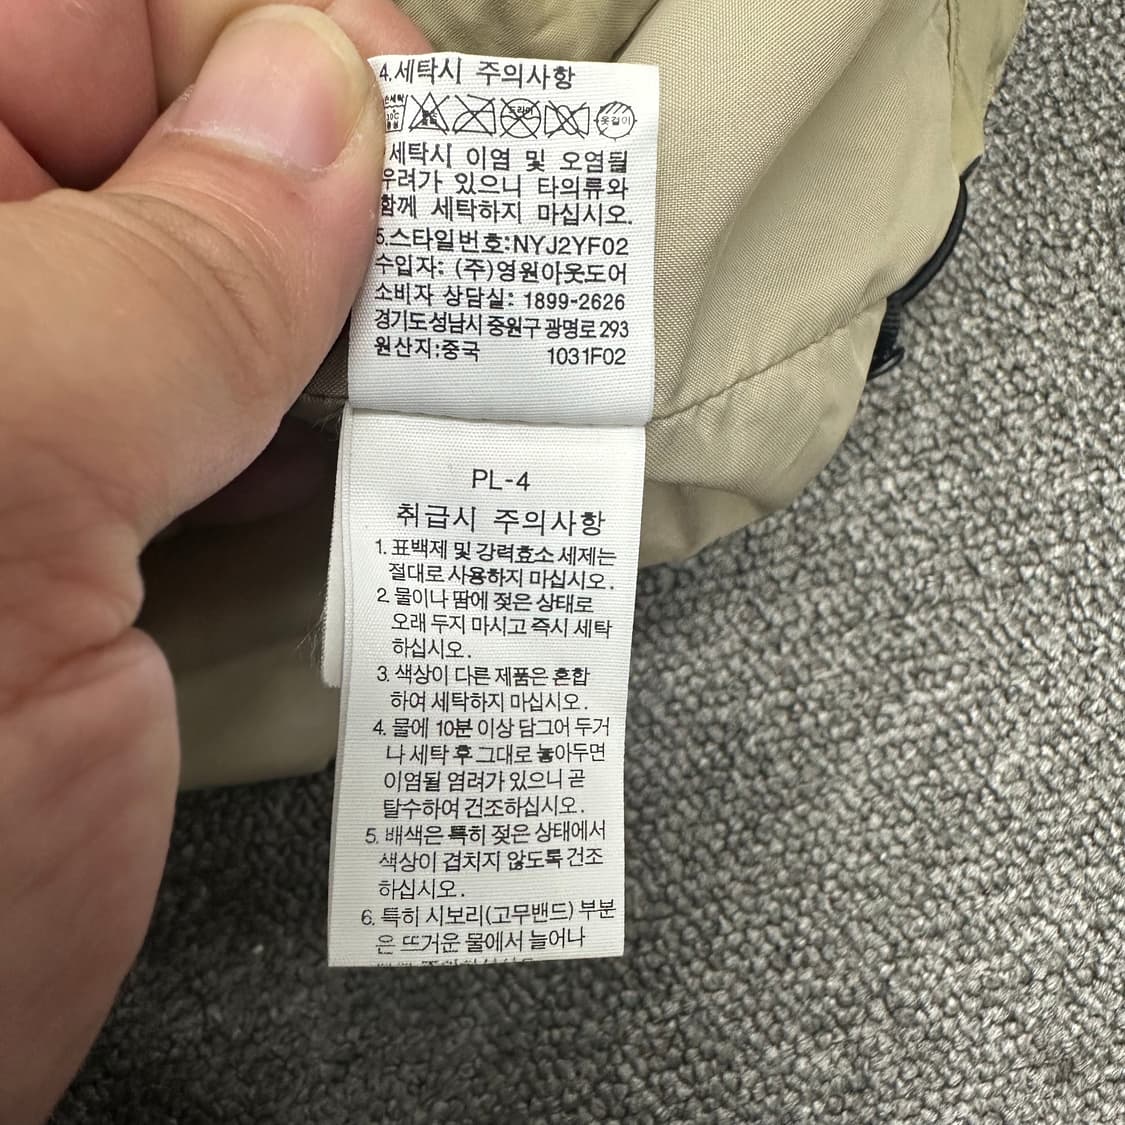 4.세탁시 주의사항
손세탁 30℃ 중성 드라이 옷걸이
세탁시 이염 및 오염될
우려가 있으니 타의류와
함께 세탁하지 마십시오.
5.스타일번호:NYJ2YF02
수입자: (주)영원아웃도어
소비자 상담실: 1899-2626
경기도성남시 중원구 광명로 293
원산지:중국 1031F02
PL-4
취급시 주의사항
1. 표백제 및 강력효소 세제는
절대로 사용하지 마십시오.
2. 물이나 땀에 젖은 상태로
오래 두지 마시고 즉시 세탁
하십시오.
3. 색상이 다른 제품은 혼합
하여 세탁하지 마십시오.
4. 물에 10분 이상 담그어 두거
나 세탁 후 그대로 놓아두면
이염될 염려가 있으니 곧
탈수하여 건조하십시오.
5. 배색은 특히 젖은 상태에서
색상이 겹치지 않도록 건조
하십시오.
6. 특히 시보리(고무밴드) 부분
은 뜨거운 물에서 늘어나